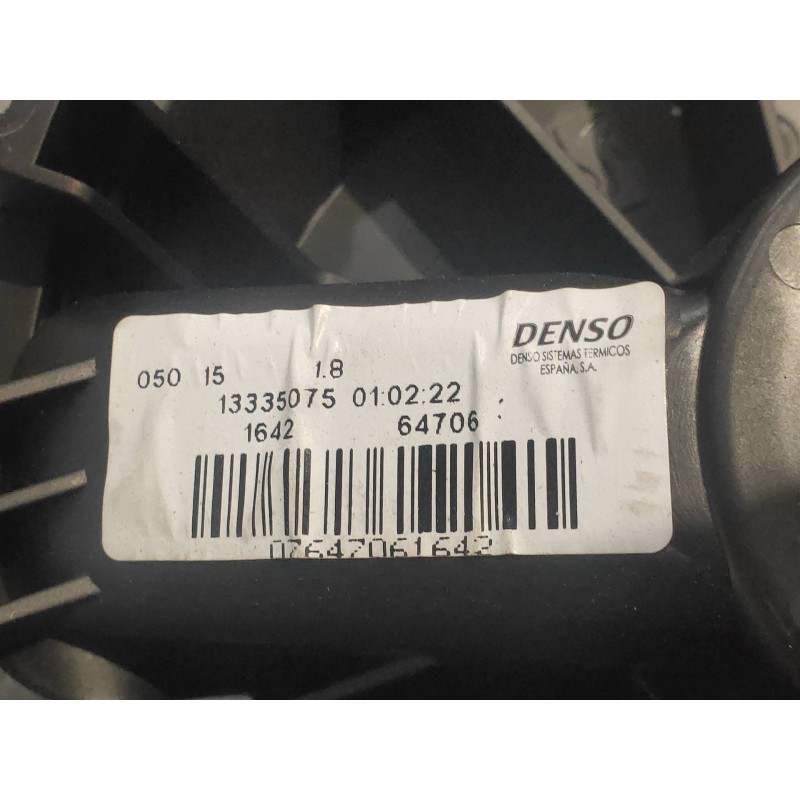 DENSO
DENSO SISTEMAS TERMICOS
ESPAÑA, S.A.
050 15 1.8
13335075 01:02:22
1642 64706
07647061642